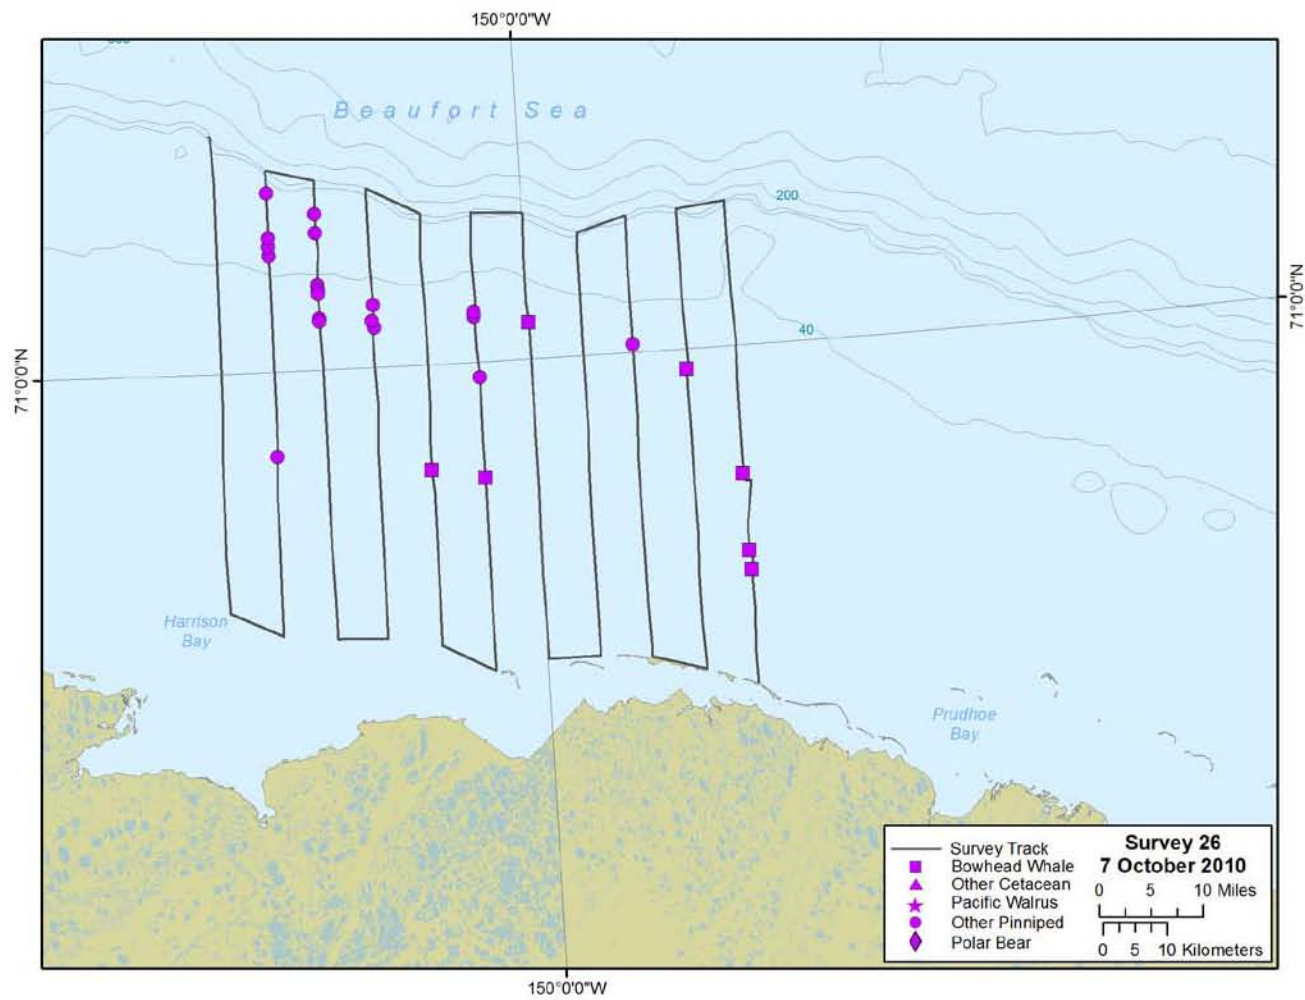 150°0'0"W
Beaufort Sea
200
71°0'0"N
40
71°0'0"N
Harrison
Bay
Prudhoe
Bay
Survey Track
Bowhead Whale
Other Cetacean
Pacific Walrus
Other Pinniped
Polar Bear
Survey 26
7 October 2010
0 5 10 Miles
0 5 10 Kilometers
150°0'0"W